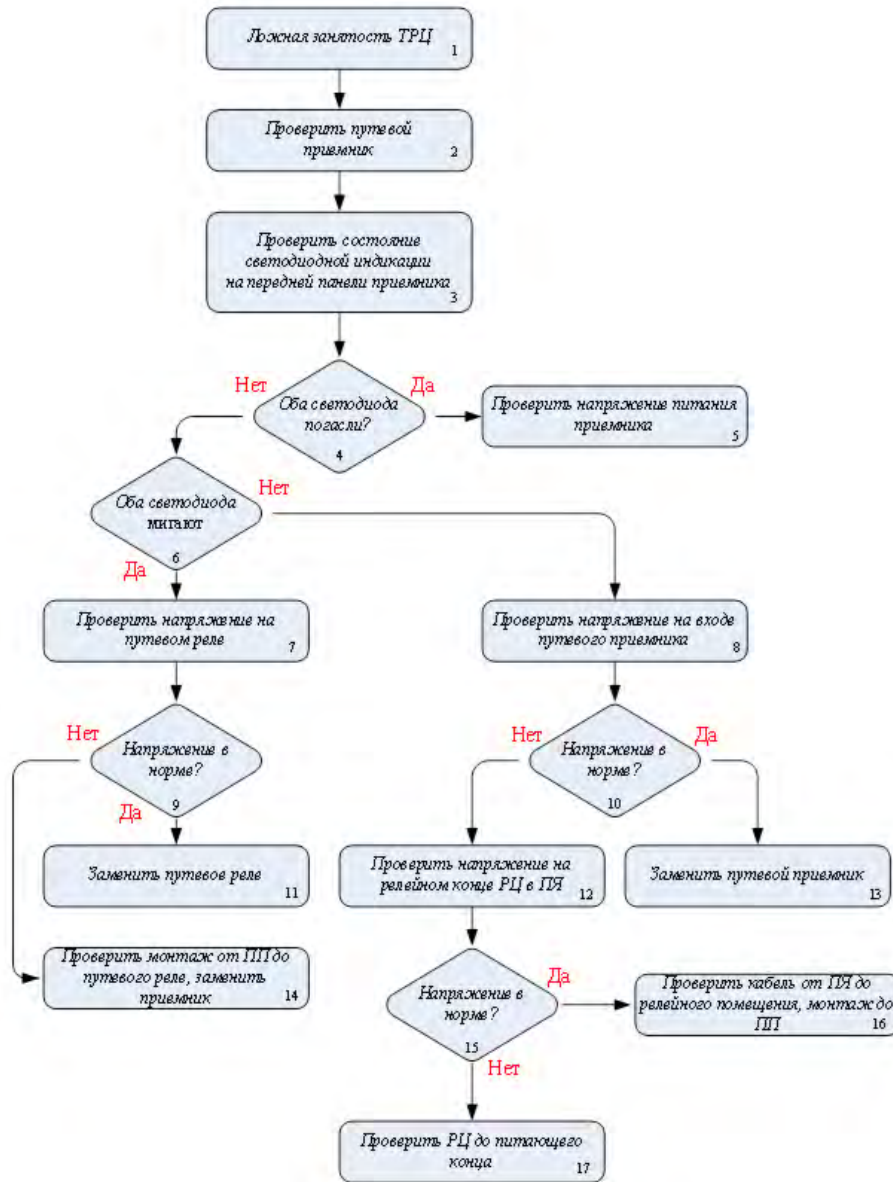 Ложная занятость ТРЦ
1
Проверить путевой
приемник
2
Проверить состояние
светодиодной индикации
на передней панели приемника
3
Нет
Да
Оба светодиода
погасли?
4
Проверить напряжение питания
приемника
5
Оба светодиода
мигают
6
Нет
Да
Проверить напряжение на
путевом реле
7
Проверить напряжение на входе
путевого приемника
8
Нет
Напряжение в
норме?
9
Да
Нет
Да
Напряжение в
норме?
10
Заменить путевое реле
11
Проверить напряжение на
релейном конце РЦ в ПЯ
12
Заменить путевой приемник
13
Проверить монтаж от ПП до
путевого реле, заменить
приемник
14
Напряжение в
норме?
15
Да
Нет
Проверить кабель от ПЯ до
релейного помещения, монтаж до
ПП
16
Проверить РЦ до питающего
конца
17